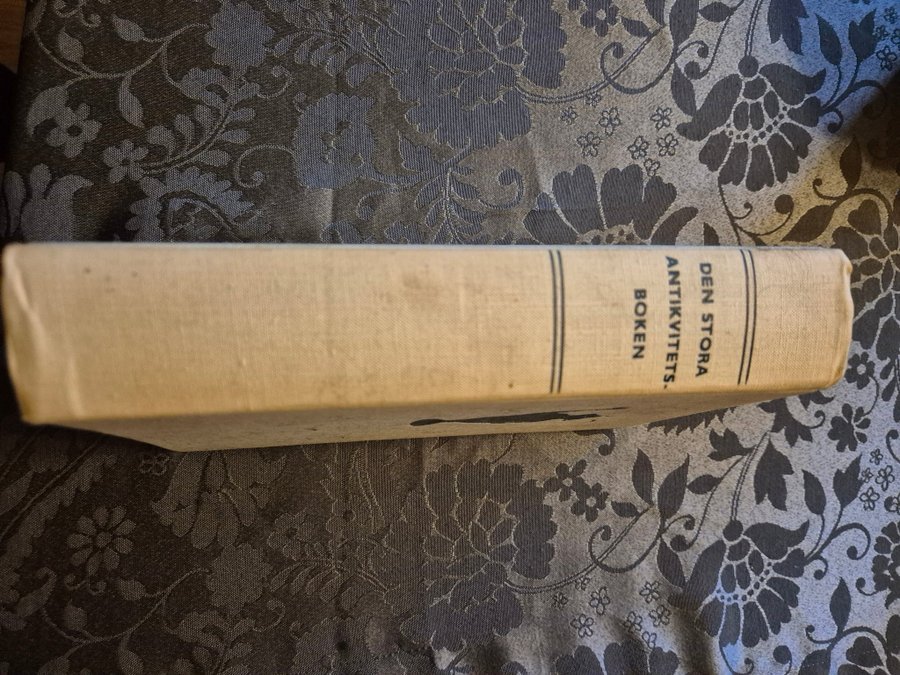 DEN STORA
ANTIKVITETS-
BOKEN